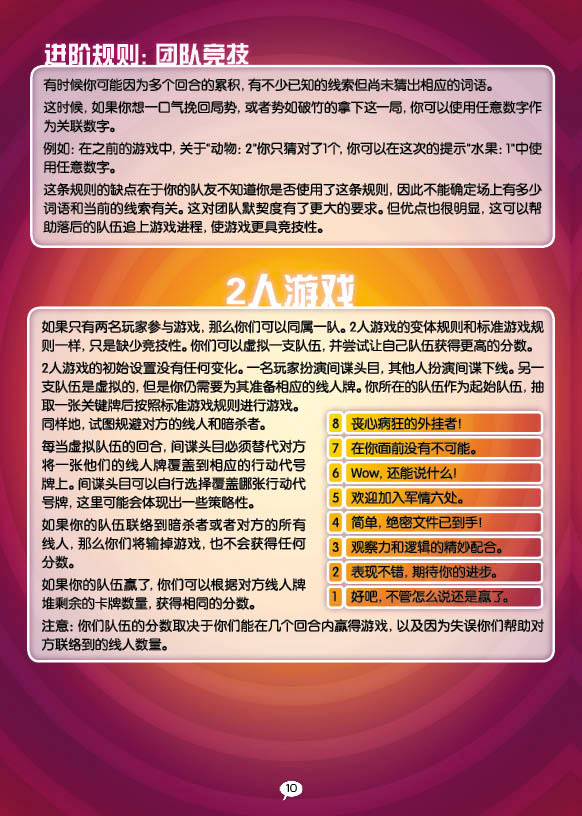 进阶规则：团队竞技
有时候你可能因为多个回合的累积，有不少已知的线索但尚未猜出相应的词语。
这时候，如果你想一口气挽回局势，或者势如破竹的拿下这一局，你可以使用任意数字作
为关联数字。
例如：在之前的游戏中，关于“动物：2”你只猜对了1个，你可以在这次的提示“水果：1”中使
用任意数字。
这条规则的缺点在于你的队友不知道你是否使用了这条规则，因此不能确定场上有多少
词语和当前的线索有关。这对团队默契度有了更大的要求。但优点也很明显，这可以帮
助落后的队伍追上游戏进程，使游戏更具竞技性。
2人游戏
如果只有两名玩家参与游戏，那么你们可以同属一队。2人游戏的变体规则和标准游戏规
则一样，只是缺少竞技性。你们可以虚拟一支队伍，并尝试让自己队伍获得更高的分数。
2人游戏的初始设置没有任何变化。一名玩家扮演间谍头目，其他人扮演间谍下线。另一
支队伍是虚拟的，但是你仍需要为其准备相应的线人牌。你所在的队伍作为起始队伍，抽
取一张关键牌后按照标准游戏规则进行游戏。
同样地，试图规避对方的线人和暗杀者。
每当虚拟队伍的回合，间谍头目必须替代对方
将一张他们的线人牌覆盖到相应的行动代号
牌上。间谍头目可以自行选择覆盖哪张行动代
号牌，这里可能会体现出一些策略性。
如果你的队伍联络到暗杀者或者对方的所有
线人，那么你们将输掉游戏，也不会获得任何
分数。
如果你的队伍赢了，你们可以根据对方线人牌
堆剩余的卡牌数量，获得相同的分数。
8 丧心病狂的外挂者！
7 在你面前没有不可能。
6 Wow，还能说什么！
5 欢迎加入军情六处。
4 简单，绝密文件已到手！
3 观察力和逻辑的精妙配合。
2 表现不错，期待你的进步。
1 好吧，不管怎么说还是赢了。
注意：你们队伍的分数取决于你们能在几个回合内赢得游戏，以及因为失误你们帮助对
方联络到的线人数量。
10